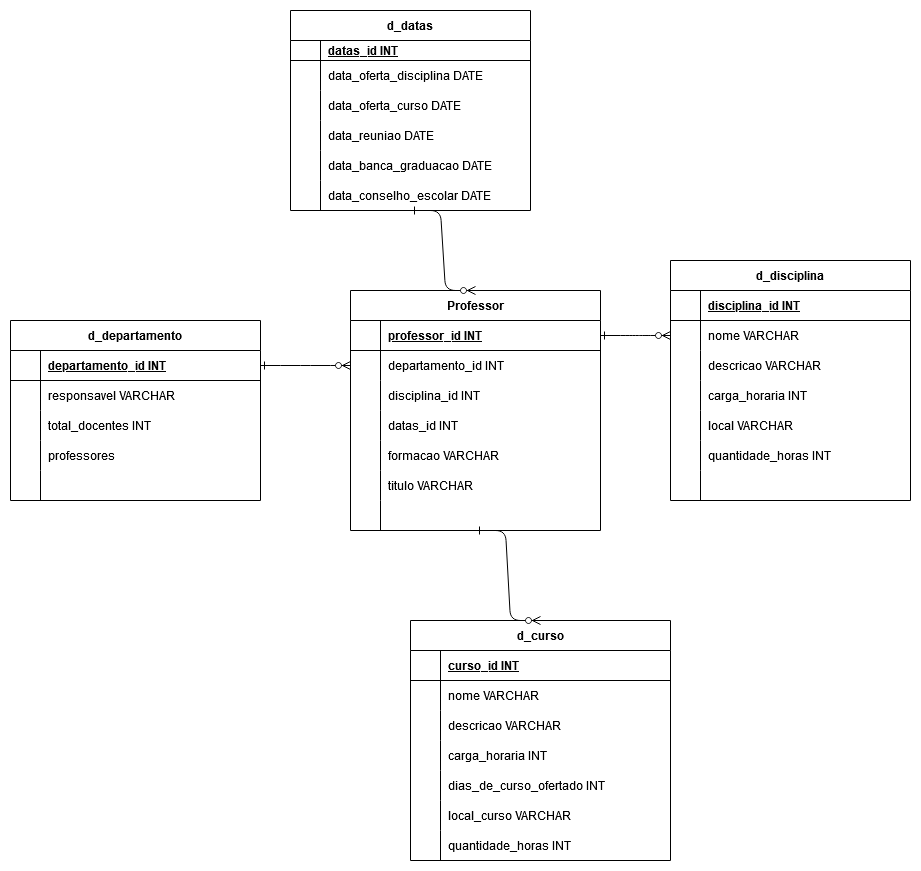 d_datas
datas_id INT
data_oferta_disciplina DATE
data_oferta_curso DATE
data_reuniao DATE
data_banca_graduacao DATE
data_conselho_escolar DATE
d_departamento
departamento_id INT
responsavel VARCHAR
total_docentes INT
professores
Professor
professor_id INT
departamento_id INT
disciplina_id INT
datas_id INT
formacao VARCHAR
titulo VARCHAR
d_disciplina
disciplina_id INT
nome VARCHAR
descricao VARCHAR
carga_horaria INT
local VARCHAR
quantidade_horas INT
d_curso
curso_id INT
nome VARCHAR
descricao VARCHAR
carga_horaria INT
dias_de_curso_ofertado INT
local_curso VARCHAR
quantidade_horas INT